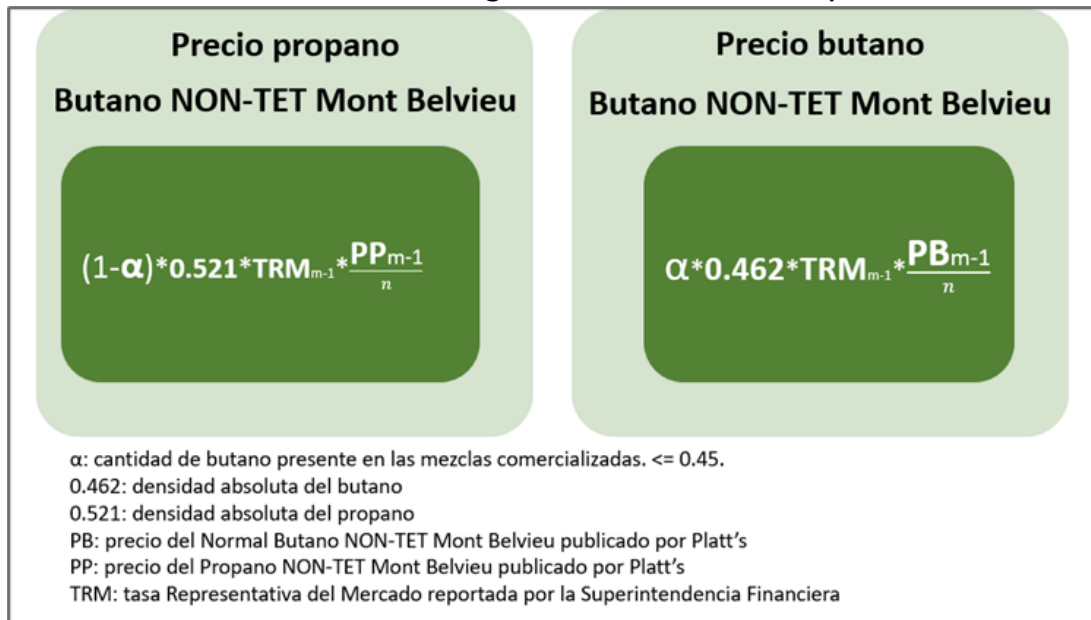 Precio propano
Butano NON-TET Mont Belvieu
(1-α)*0.521*TRMm-1*PPm-1/n
Precio butano
Butano NON-TET Mont Belvieu
α*0.462*TRMm-1*PBm-1/n
α: cantidad de butano presente en las mezclas comercializadas. <= 0.45.
0.462: densidad absoluta del butano
0.521: densidad absoluta del propano
PB: precio del Normal Butano NON-TET Mont Belvieu publicado por Platt's
PP: precio del Propano NON-TET Mont Belvieu publicado por Platt's
TRM: tasa Representativa del Mercado reportada por la Superintendencia Financiera